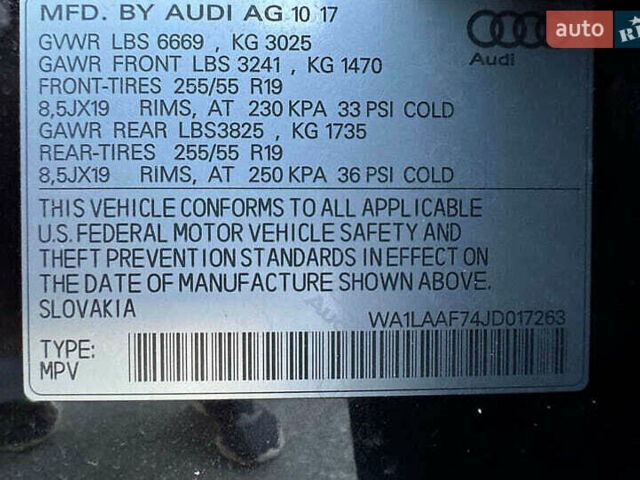 MFD. BY AUDI AG 10 17
GVWR LBS 6669 , KG 3025
GAWR FRONT LBS 3241 , KG 1470
FRONT-TIRES 255/55 R19
8,5JX19 RIMS, AT 230 KPA 33 PSI COLD
GAWR REAR LBS3825 , KG 1735
REAR-TIRES 255/55 R19
8,5JX19 RIMS, AT 250 KPA 36 PSI COLD
Audi
auto
THIS VEHICLE CONFORMS TO ALL APPLICABLE
U.S. FEDERAL MOTOR VEHICLE SAFETY AND
THEFT PREVENTION STANDARDS IN EFFECT ON
THE DATE OF MANUFACTURE SHOWN ABOVE.
SLOVAKIA
WA1LAAF74JD017263
TYPE:
MPV